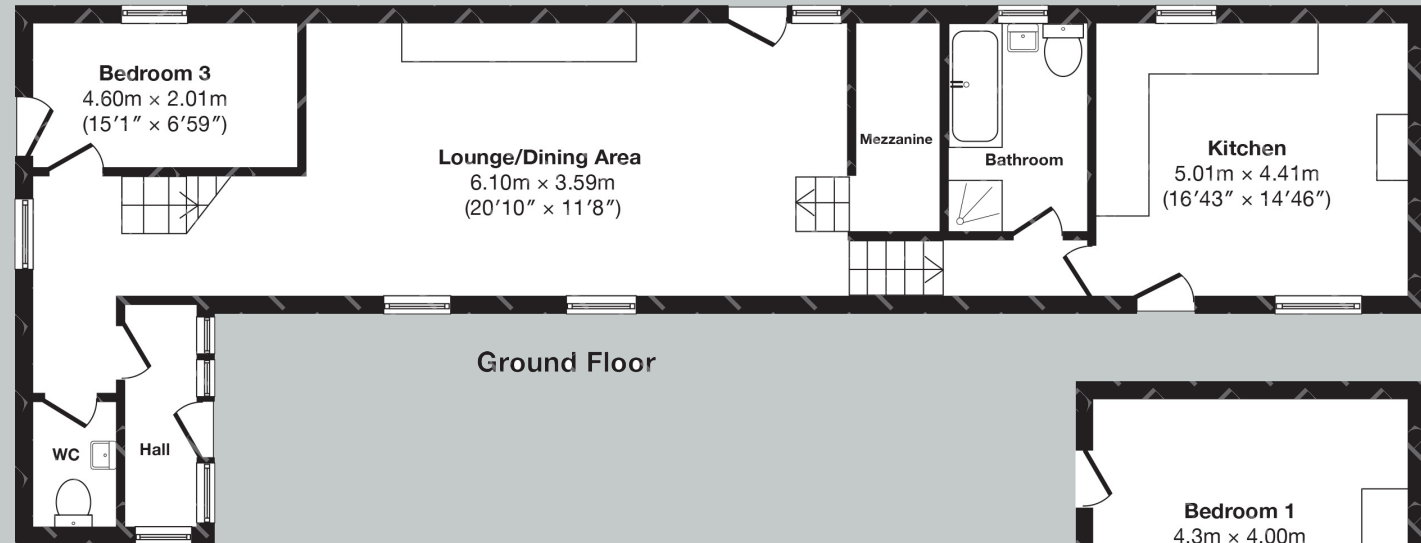 Bedroom 3
4.60m × 2.01m
(15′1″ × 6′59″)
Lounge/Dining Area
6.10m × 3.59m
(20′10″ × 11′8″)
Mezzanine
Bathroom
Kitchen
5.01m × 4.41m
(16′43″ × 14′46″)
Ground Floor
WC
Hall
Bedroom 1
4.3m × 4.00m